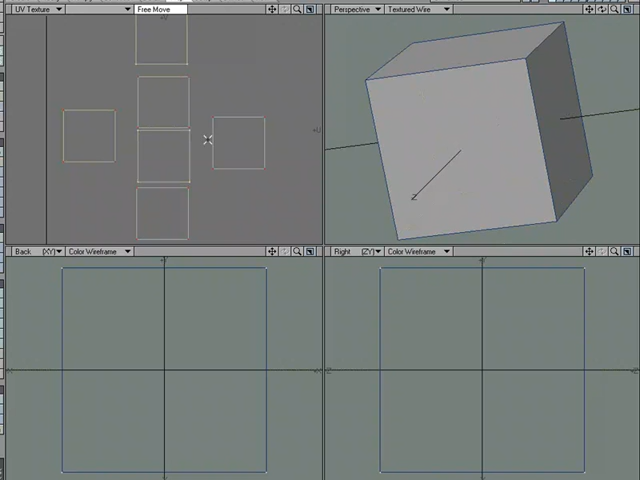 UV Texture Free Move
Perspective Textured Wire
+V
+U
Z
Back (XY) Color Wireframe
Right (ZY) Color Wireframe